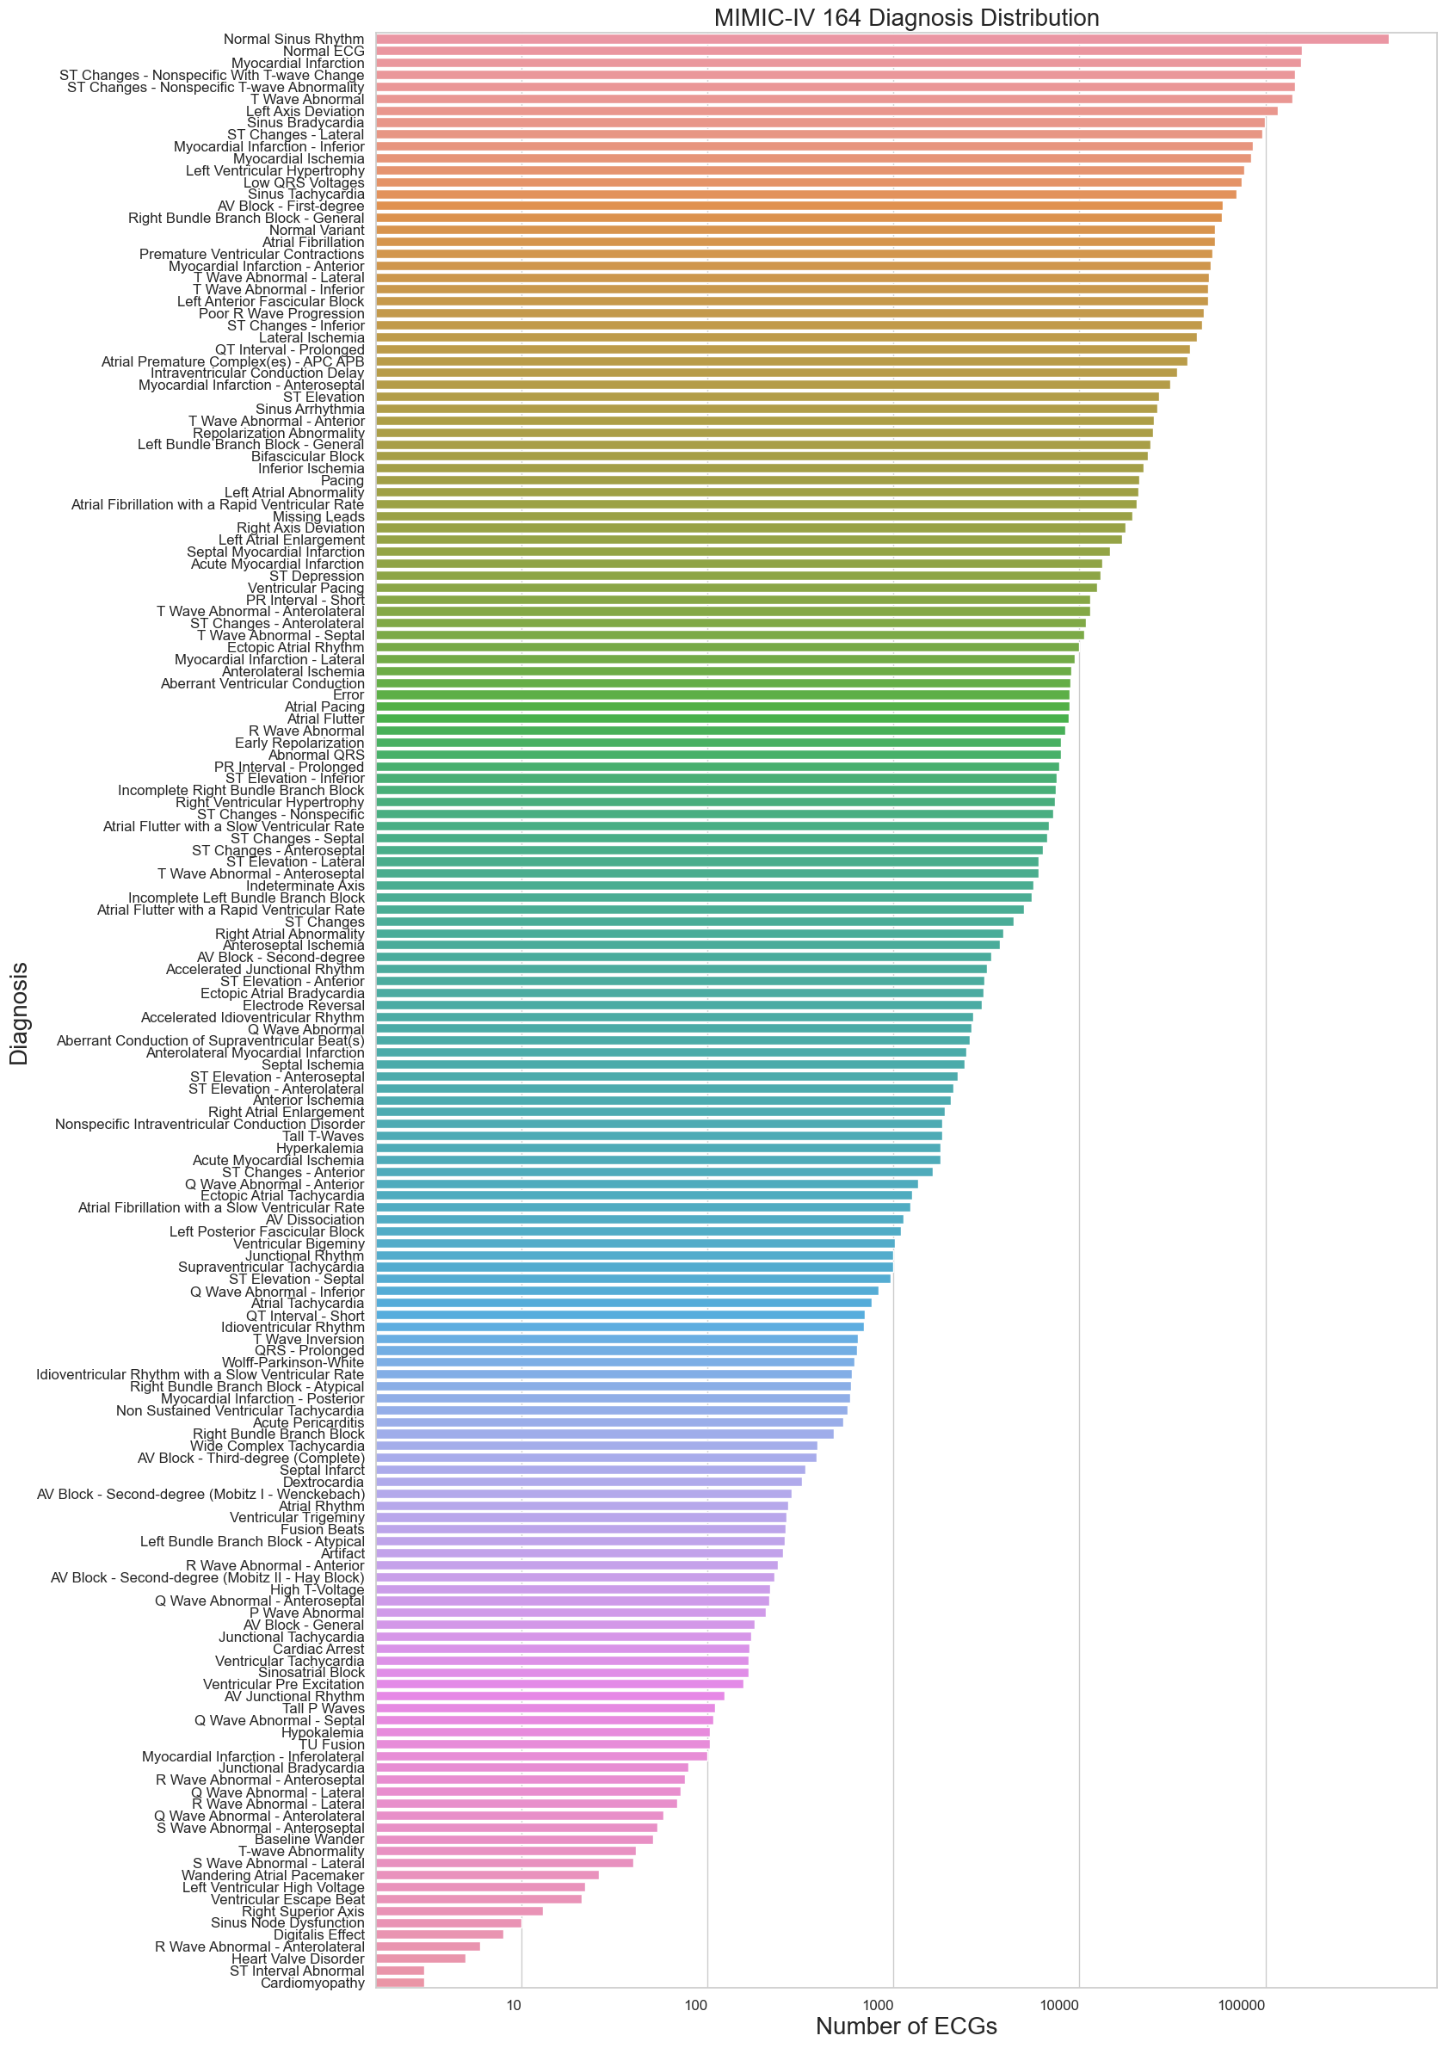 MIMIC-IV 164 Diagnosis Distribution
Normal Sinus Rhythm
Normal ECG
Myocardial Infarction
ST Changes - Nonspecific With T-wave Change
ST Changes - Nonspecific T-wave Abnormality
T Wave Abnormal
Left Axis Deviation
Sinus Bradycardia
ST Changes - Lateral
Myocardial Infarction - Inferior
Myocardial Ischemia
Left Ventricular Hypertrophy
Low QRS Voltages
Sinus Tachycardia
AV Block - First-degree
Right Bundle Branch Block - General
Normal Variant
Atrial Fibrillation
Premature Ventricular Contractions
Myocardial Infarction - Anterior
T Wave Abnormal - Lateral
T Wave Abnormal - Inferior
Left Anterior Fascicular Block
Poor R Wave Progression
ST Changes - Inferior
Lateral Ischemia
QT Interval - Prolonged
Atrial Premature Complex(es) - APC APB
Intraventricular Conduction Delay
Myocardial Infarction - Anteroseptal
ST Elevation
Sinus Arrhythmia
T Wave Abnormal - Anterior
Repolarization Abnormality
Left Bundle Branch Block - General
Bifascicular Block
Inferior Ischemia
Pacing
Left Atrial Abnormality
Atrial Fibrillation with a Rapid Ventricular Rate
Missing Leads
Right Axis Deviation
Left Atrial Enlargement
Septal Myocardial Infarction
Acute Myocardial Infarction
ST Depression
Ventricular Pacing
PR Interval - Short
T Wave Abnormal - Anterolateral
ST Changes - Anterolateral
T Wave Abnormal - Septal
Ectopic Atrial Rhythm
Myocardial Infarction - Lateral
Anterolateral Ischemia
Aberrant Ventricular Conduction
Error
Atrial Pacing
Atrial Flutter
R Wave Abnormal
Early Repolarization
Abnormal QRS
PR Interval - Prolonged
ST Elevation - Inferior
Incomplete Right Bundle Branch Block
Right Ventricular Hypertrophy
ST Changes - Nonspecific
Atrial Flutter with a Slow Ventricular Rate
ST Changes - Septal
ST Changes - Anteroseptal
ST Elevation - Lateral
T Wave Abnormal - Anteroseptal
Indeterminate Axis
Incomplete Left Bundle Branch Block
Atrial Flutter with a Rapid Ventricular Rate
ST Changes
Right Atrial Abnormality
Anteroseptal Ischemia
AV Block - Second-degree
Accelerated Junctional Rhythm
ST Elevation - Anterior
Ectopic Atrial Bradycardia
Electrode Reversal
Accelerated Idioventricular Rhythm
Q Wave Abnormal
Aberrant Conduction of Supraventricular Beat(s)
Anterolateral Myocardial Infarction
Septal Ischemia
ST Elevation - Anteroseptal
ST Elevation - Anterolateral
Anterior Ischemia
Right Atrial Enlargement
Nonspecific Intraventricular Conduction Disorder
Tall T-Waves
Hyperkalemia
Acute Myocardial Ischemia
ST Changes - Anterior
Q Wave Abnormal - Anterior
Ectopic Atrial Tachycardia
Atrial Fibrillation with a Slow Ventricular Rate
AV Dissociation
Left Posterior Fascicular Block
Ventricular Bigeminy
Junctional Rhythm
Supraventricular Tachycardia
ST Elevation - Septal
Q Wave Abnormal - Inferior
Atrial Tachycardia
QT Interval - Short
Idioventricular Rhythm
T Wave Inversion
QRS - Prolonged
Wolff-Parkinson-White
Idioventricular Rhythm with a Slow Ventricular Rate
Right Bundle Branch Block - Atypical
Myocardial Infarction - Posterior
Non Sustained Ventricular Tachycardia
Acute Pericarditis
Right Bundle Branch Block
Wide Complex Tachycardia
AV Block - Third-degree (Complete)
Septal Infarct
Dextrocardia
AV Block - Second-degree (Mobitz I - Wenckebach)
Atrial Rhythm
Ventricular Trigeminy
Fusion Beats
Left Bundle Branch Block - Atypical
Artifact
R Wave Abnormal - Anterior
AV Block - Second-degree (Mobitz II - Hay Block)
High T-Voltage
Q Wave Abnormal - Anteroseptal
P Wave Abnormal
AV Block - General
Junctional Tachycardia
Cardiac Arrest
Ventricular Tachycardia
Sinosatrial Block
Ventricular Pre Excitation
AV Junctional Rhythm
Tall P Waves
Q Wave Abnormal - Septal
Hypokalemia
TU Fusion
Myocardial Infarction - Inferolateral
Junctional Bradycardia
R Wave Abnormal - Anteroseptal
Q Wave Abnormal - Lateral
R Wave Abnormal - Lateral
Q Wave Abnormal - Anterolateral
S Wave Abnormal - Anteroseptal
Baseline Wander
T-wave Abnormality
S Wave Abnormal - Lateral
Wandering Atrial Pacemaker
Left Ventricular High Voltage
Ventricular Escape Beat
Right Superior Axis
Sinus Node Dysfunction
Digitalis Effect
R Wave Abnormal - Anterolateral
Heart Valve Disorder
ST Interval Abnormal
Cardiomyopathy
Diagnosis
10 100 1000 10000 100000
Number of ECGs